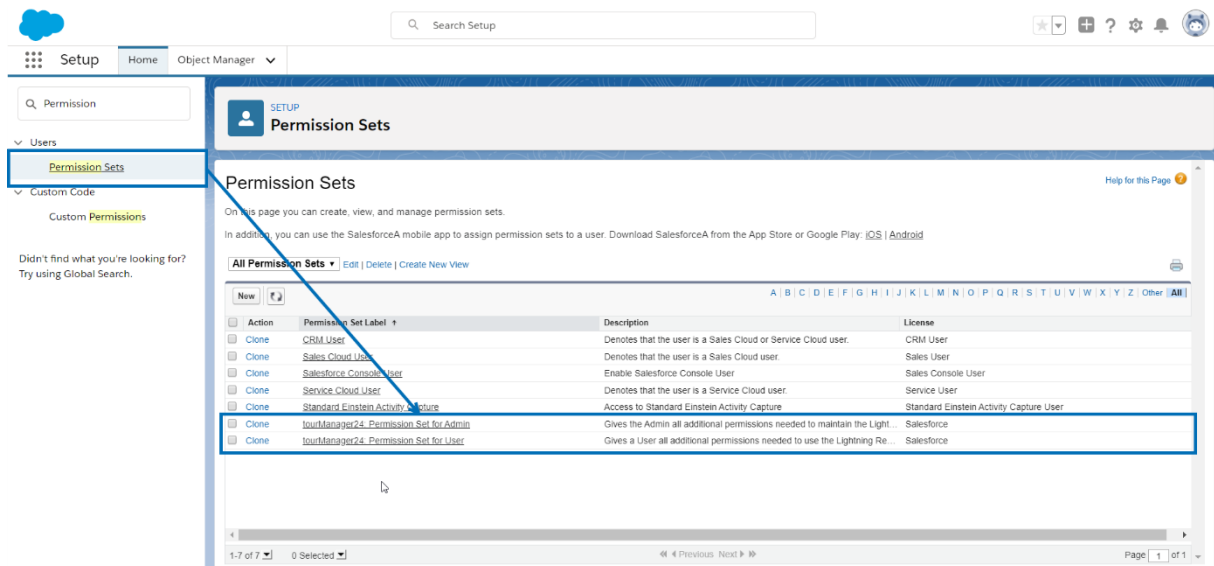 Search Setup
Setup Home Object Manager
Permission
Users
Permission Sets
Custom Code
Custom Permissions
Didn't find what you're looking for?
Try using Global Search.
SETUP
Permission Sets
Permission Sets
Help for this Page
On this page you can create, view, and manage permission sets.
In addition, you can use the SalesforceA mobile app to assign permission sets to a user. Download SalesforceA from the App Store or Google Play: iOS | Android
All Permission Sets Edit | Delete | Create New View
New A | B | C | D | E | F | G | H | I | J | K | L | M | N | O | P | Q | R | S | T | U | V | W | X | Y | Z | Other All
Action Permission Set Label Description License
Clone CRM User Denotes that the user is a Sales Cloud or Service Cloud user. CRM User
Clone Sales Cloud User Denotes that the user is a Sales Cloud user. Sales User
Clone Salesforce Console User Enable Salesforce Console User Sales Console User
Clone Service Cloud User Denotes that the user is a Service Cloud user. Service User
Clone Standard Einstein Activity Capture Access to Standard Einstein Activity Capture Standard Einstein Activity Capture User
Clone tourManager24: Permission Set for Admin Gives the Admin all additional permissions needed to maintain the Light... Salesforce
Clone tourManager24: Permission Set for User Gives a User all additional permissions needed to use the Lightning Re... Salesforce
1-7 of 7 0 Selected Previous Next Page 1 of 1